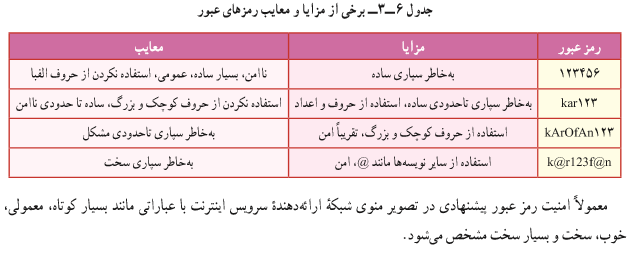 جدول ۶ــ۳ــ برخی از مزایا و معایب رمزهای عبور
رمز عبور	مزایا	معایب
۱۲۳۴۵۶	به‌خاطر سپاری ساده	ناامن، بسیار ساده، عمومی، استفاده نکردن از حروف الفبا
kar۱۲۳	به‌خاطر سپاری تاحدودی ساده، استفاده از حروف و اعداد	استفاده نکردن از حروف کوچک و بزرگ، ساده تا حدودی ناامن
kArOfAn۱۲۳	استفاده از حروف کوچک و بزرگ، تقریباً امن	به‌خاطر سپاری تاحدودی مشکل
k@r123f@n	استفاده از سایر نویسه‌ها مانند @، امن	به‌خاطر سپاری سخت
معمولاً امنیت رمز عبور پیشنهادی در تصویر منوی شبکهٔ ارائه‌دهندهٔ سرویس اینترنت با عباراتی مانند بسیار کوتاه، معمولی،
خوب، سخت و بسیار سخت مشخص می‌شود.